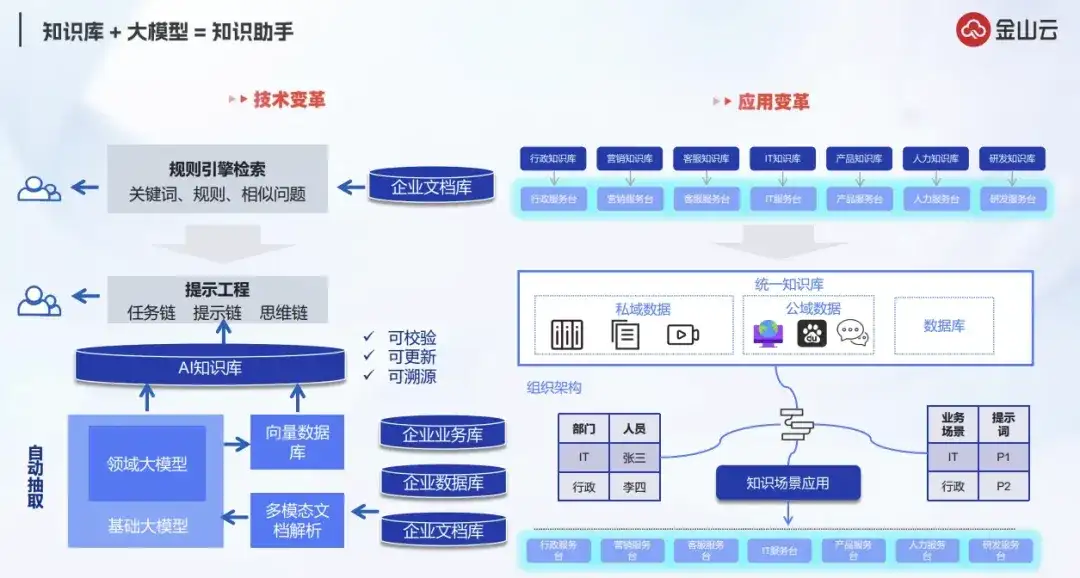 知识库 + 大模型 = 知识助手
金山云
技术变革
规则引擎检索
关键词、规则、相似问题
企业文档库
提示工程
任务链 提示链 思维链
AI知识库
可校验
可更新
可溯源
自动抽取
领域大模型
基础大模型
向量数据
库
多模态文
档解析
企业业务库
企业数据库
企业文档库
应用变革
行政知识库 营销知识库 客服知识库 IT知识库 产品知识库 人力知识库 研发知识库
行政服务台 营销服务台 客服服务台 IT服务台 产品服务台 人力服务台 研发服务台
统一知识库
私域数据
公域数据
du
数据库
组织架构
部门 人员
IT 张三
行政 李四
业务
场景
提示
词
IT P1
行政 P2
知识场景应用
行政服务
台
营销服务
台
客服服务
台
IT服务台
产品服务
台
人力服务
台
研发服务
台